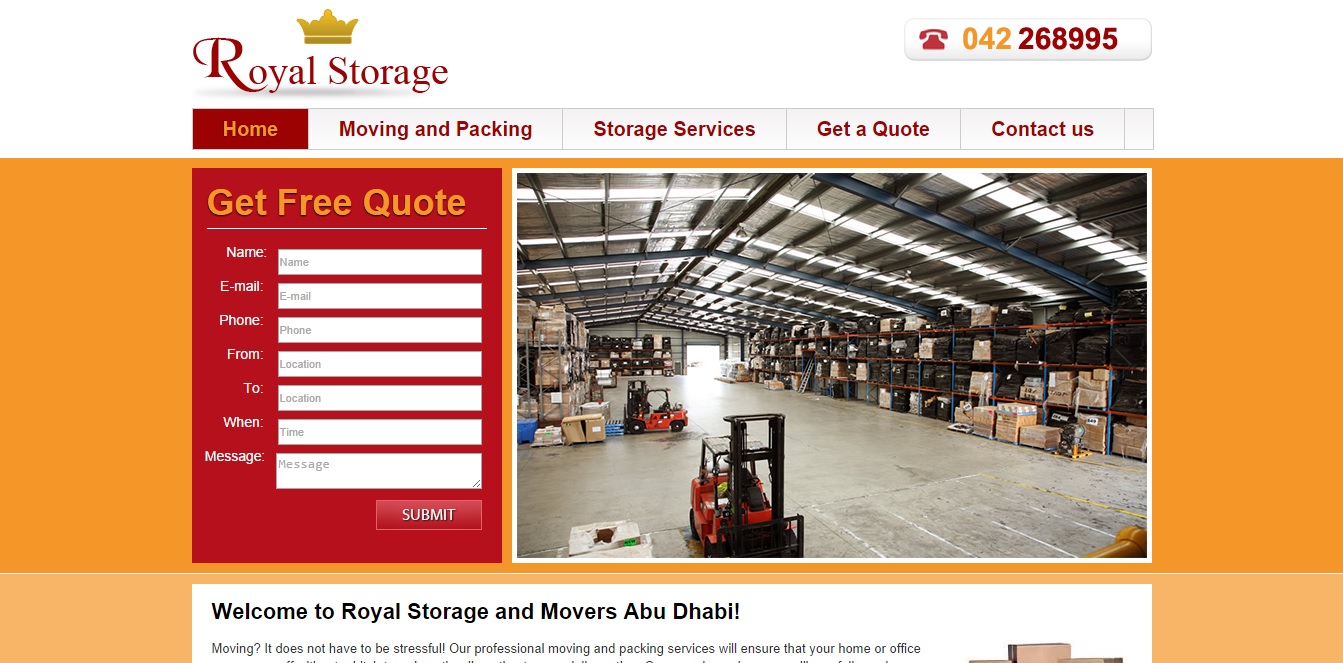 Royal Storage
042 268995
Home
Moving and Packing
Storage Services
Get a Quote
Contact us
Get Free Quote
Name:
Name
E-mail:
E-mail
Phone:
Phone
From:
Location
To:
Location
When:
Time
Message:
Message
SUBMIT
Welcome to Royal Storage and Movers Abu Dhabi!
Moving? It does not have to be stressful! Our professional moving and packing services will ensure that your home or office